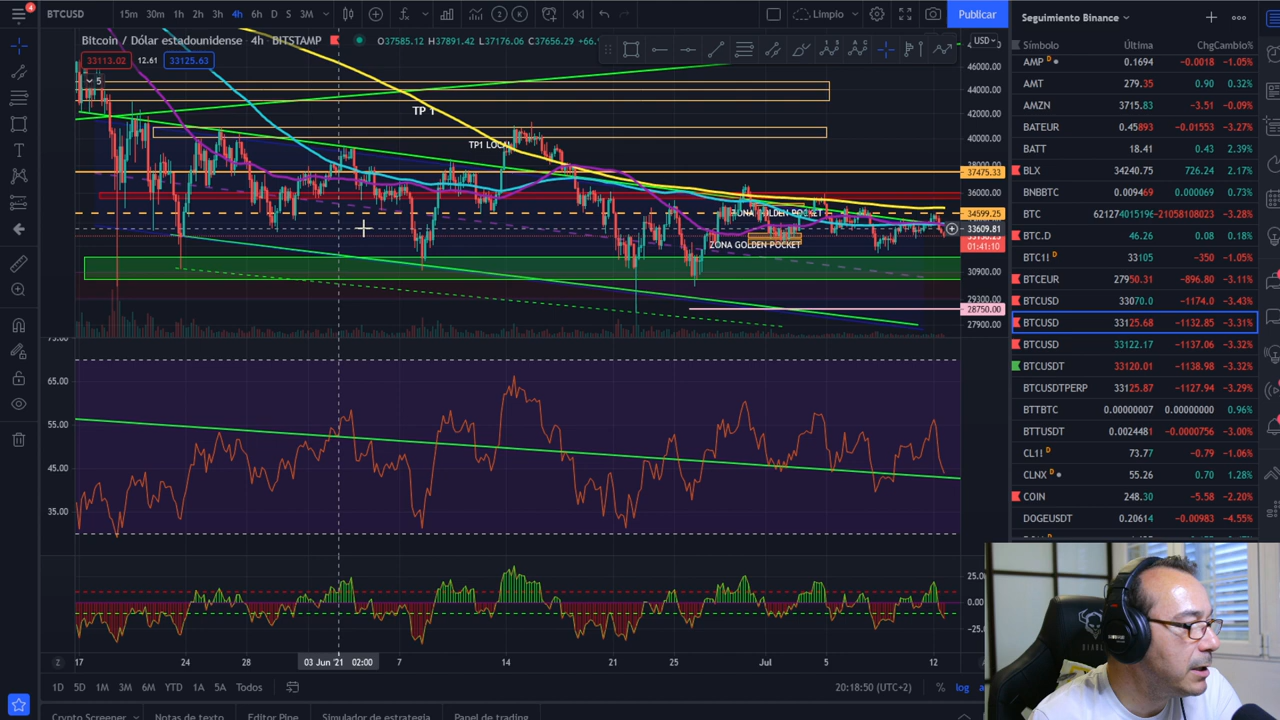 4
BTCUSD 15m 30m 1h 2h 3h 4h 6h D S 3M Límpio Publicar
Seguimiento Binance
Bitcoin / Dólar estadounidense · 4h · BITSTAMP O37585.12 H37891.42 L37176.06 C37656.29
33113.02 12.61 33125.63
5
USD
Símbolo Última Chg Cambio%
AMP D 0.1694 -0.0018 -1.05%
AMT 279.35 0.90 0.32%
AMZN 3715.83 -3.51 -0.09%
BATEUR 0.45893 -0.01553 -3.27%
BATT 18.41 0.43 2.39%
BLX 34240.75 726.24 2.17%
BNBBTC 0.009469 0.000069 0.73%
BTC -21058108023 -3.28%
BTC.D 46.26 0.08 0.18%
BTC1! D 33105 -350 -1.05%
BTCEUR 27950.31 -896.80 -3.11%
BTCUSD 33070.0 -1174.0 -3.43%
BTCUSD 33125.68 -1132.85 -3.31%
BTCUSD 33122.17 -1137.06 -3.32%
BTCUSDT 33120.01 -1138.98 -3.32%
BTCUSDTPERP 33125.87 -1127.94 -3.29%
BTTBTC 0.00000007 0.00000000 0.96%
BTTUSDT 0.0024481 -0.0000756 -3.00%
CL1! D 73.77 -0.79 -1.06%
CLNX D 55.26 0.70 1.28%
COIN 248.30 -5.58 -2.20%
DOGEUSDT 0.20614 -0.00983 -4.55%
TP 1
TP1 LOCAL
ZONA GOLDEN POCKET
ZONA GOLDEN POCKET
46000.00
44000.00
42000.00
40000.00
38000.00
37475.33
36000.00
34599.25
33609.81
01:41:10
30900.00
29300.00
28750.00
27900.00
75.00
65.00
55.00
45.00
35.00
25.00
0.00
-25.00
Z 17 24 28 03 Jun '21 02:00 7 14 21 25 Jul 5 12
1D 5D 1M 3M 6M YTD 1A 5A Todos 20:18:50 (UTC+2) % log
Crypto Screener Notas de texto Editor Pine Simulador de estrategia Panel de trading